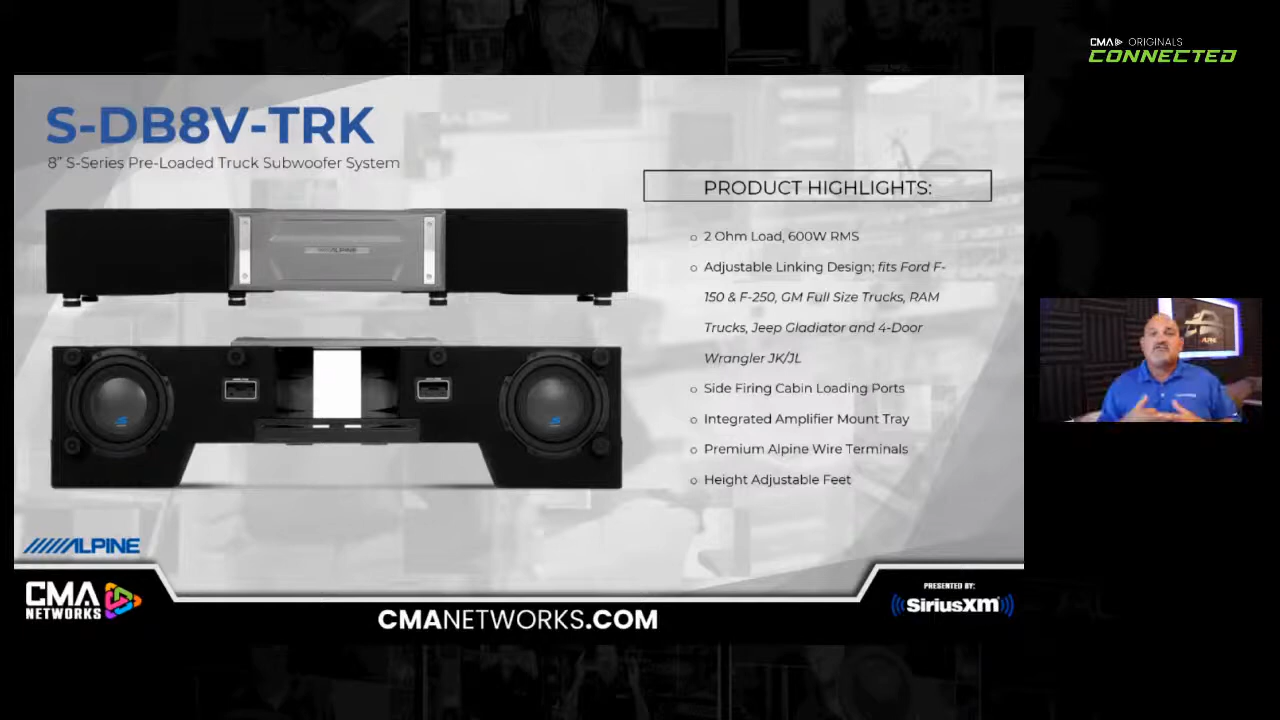 CMA ORIGINALS
CONNECTED
S-DB8V-TRK
8” S-Series Pre-Loaded Truck Subwoofer System
PRODUCT HIGHLIGHTS:
2 Ohm Load, 600W RMS
Adjustable Linking Design; fits Ford F-
150 & F-250, GM Full Size Trucks, RAM
Trucks, Jeep Gladiator and 4-Door
Wrangler JK/JL
Side Firing Cabin Loading Ports
Integrated Amplifier Mount Tray
Premium Alpine Wire Terminals
Height Adjustable Feet
ALPINE
ALPINE
CMA
NETWORKS
CMANETWORKS.COM
PRESENTED BY:
SiriusXM